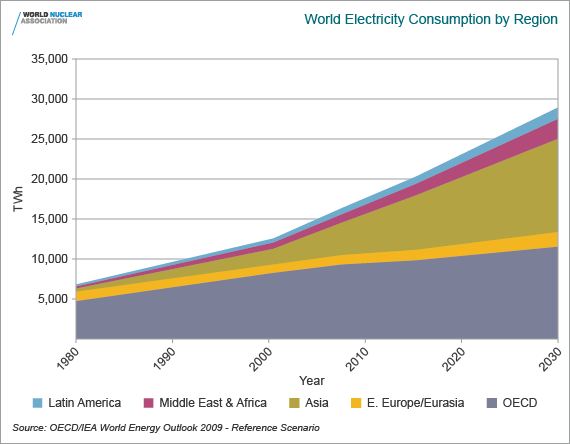 WORLD NUCLEAR
ASSOCIATION
World Electricity Consumption by Region
35,000
30,000
25,000
20,000
15,000
10,000
5,000
TWh
1980
1990
2000
2010
2020
2030
Year
Latin America
Middle East & Africa
Asia
E. Europe/Eurasia
OECD
Source: OECD/IEA World Energy Outlook 2009 - Reference Scenario